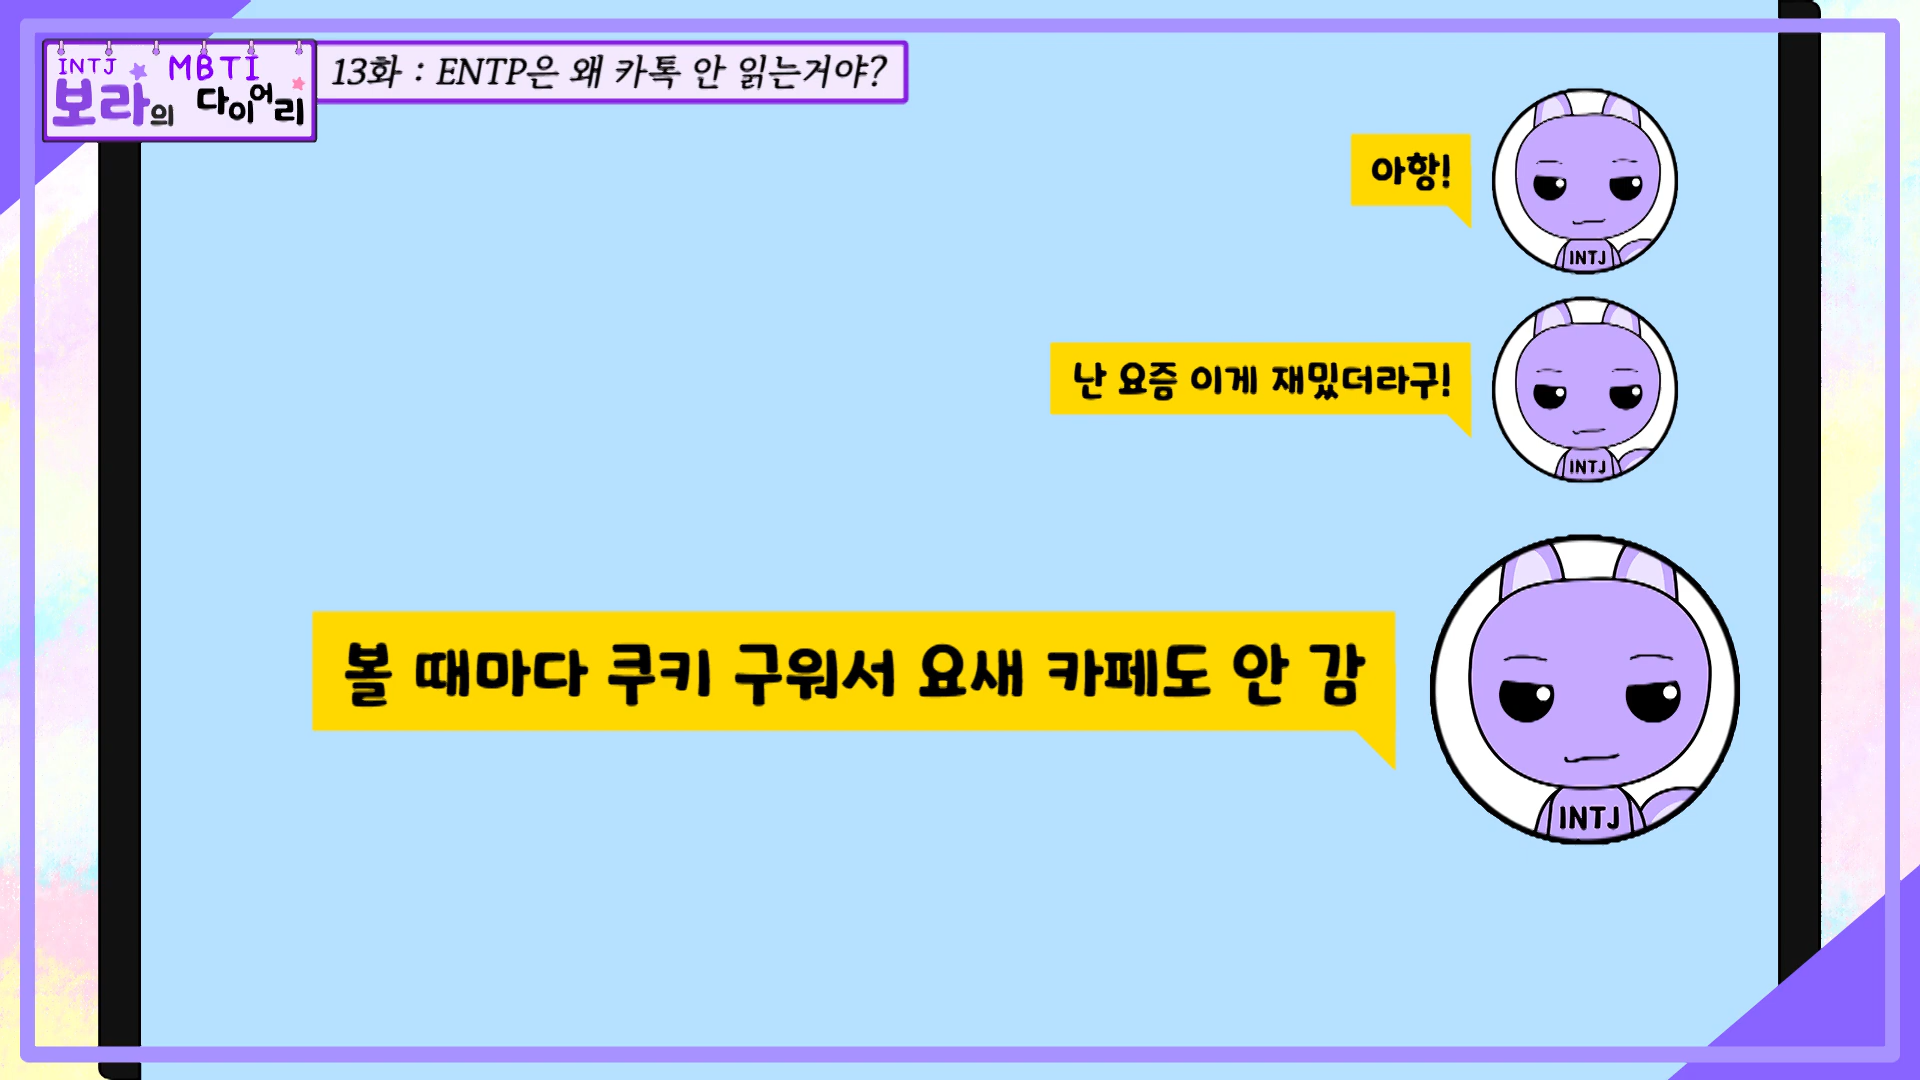 INTJ MBTI
보라의 다이어리
13화 : ENTP은 왜 카톡 안 읽는거야?
아항!
INTJ
난 요즘 이게 재밌더라구!
INTJ
볼 때마다 쿠키 구워서 요새 카페도 안 감
INTJ